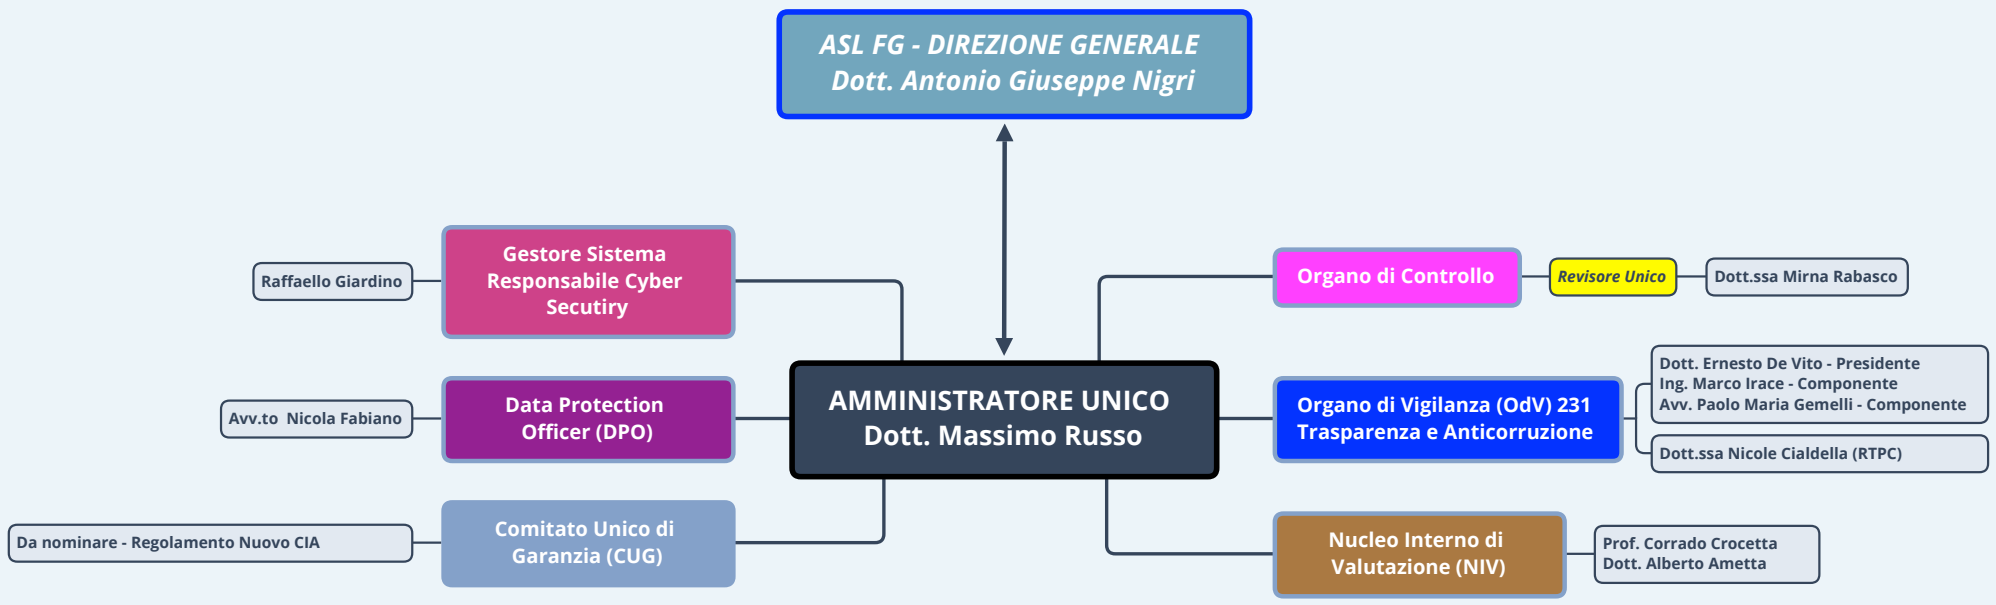 ASL FG - DIREZIONE GENERALE
Dott. Antonio Giuseppe Nigri
Gestore Sistema
Responsabile Cyber
Secutiry
Raffaello Giardino
Organo di Controllo
Revisore Unico
Dott.ssa Mirna Rabasco
AMMINISTRATORE UNICO
Dott. Massimo Russo
Data Protection
Officer (DPO)
Avv.to  Nicola Fabiano
Organo di Vigilanza (OdV) 231
Trasparenza e Anticorruzione
Dott. Ernesto De Vito - Presidente
Ing. Marco Irace - Componente
Avv. Paolo Maria Gemelli - Componente
Dott.ssa Nicole Cialdella (RTPC)
Comitato Unico di
Garanzia (CUG)
Da nominare - Regolamento Nuovo CIA
Nucleo Interno di
Valutazione (NIV)
Prof. Corrado Crocetta
Dott. Alberto Ametta